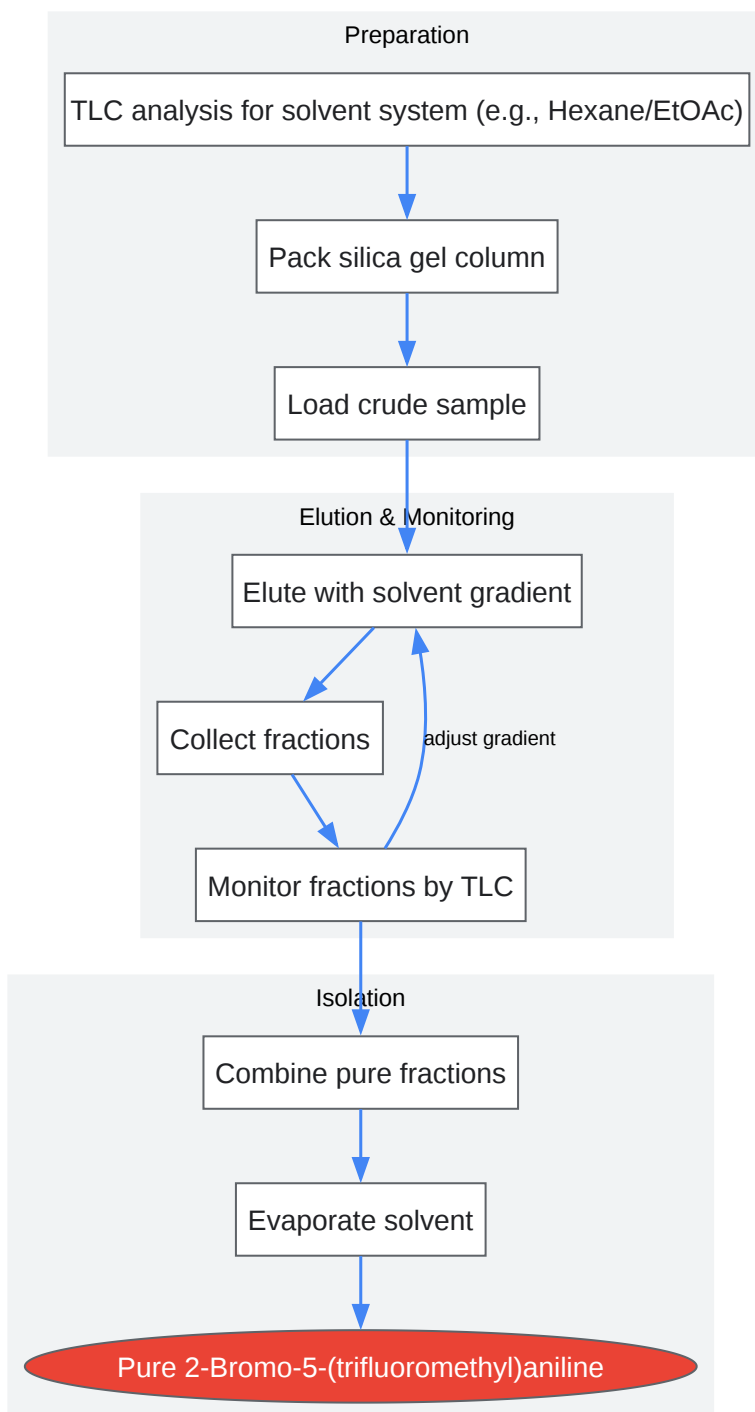 Preparation
TLC analysis for solvent system (e.g., Hexane/EtOAc)
Pack silica gel column
Load crude sample
Elution & Monitoring
Elute with solvent gradient
Collect fractions
adjust gradient
Monitor fractions by TLC
Isolation
Combine pure fractions
Evaporate solvent
Pure 2-Bromo-5-(trifluoromethyl)aniline